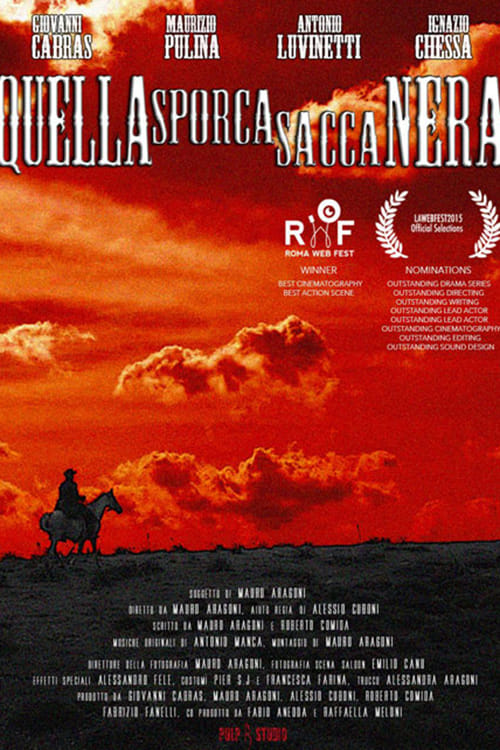 GIOVANNI CABRAS
MAURIZIO PULINA
ANTONIO LUVINETTI
IGNAZIO CHESSA
QUELLA SPORCA SACCA NERA
RWF
ROMA WEB FEST
WINNER
BEST CINEMATOGRAPHY
BEST ACTION SCENE
LAWEBFEST2015
Official Selections
NOMINATIONS
OUTSTANDING DRAMA SERIES
OUTSTANDING DIRECTING
OUTSTANDING WRITING
OUTSTANDING LEAD ACTOR
OUTSTANDING LEAD ACTOR
OUTSTANDING CINEMATOGRAPHY
OUTSTANDING EDITING
OUTSTANDING SOUND DESIGN
SOGGETTO DI MAURO ARAGONI
DIRETTO DA MAURO ARAGONI, AIUTO REGIA DI ALESSIO CUBONI
SCRITTO DA MAURO ARAGONI E ROBERTO COMIDA
MUSICHE ORIGINALI DI ANTONIO MANCA, MONTAGGIO DI MAURO ARAGONI
DIRETTORE DELLA FOTOGRAFIA MAURO ARAGONI, FOTOGRAFIA SCENA SALOON EMILIO CANU
EFFETTI SPECIALI ALESSANDRO FELE, COSTUMI PIER S.J E FRANCESCA FARINA, TRUCCO ALESSANDRA ARAGONI
PRODOTTO DA GIOVANNI CABRAS, MAURO ARAGONI, ALESSIO CUBONI, ROBERTO COMIDA
FABRIZIO FANELLI, CO PRODOTTO DA FABIO ANEDDA E RAFFAELLA MELONI
PULP STUDIO